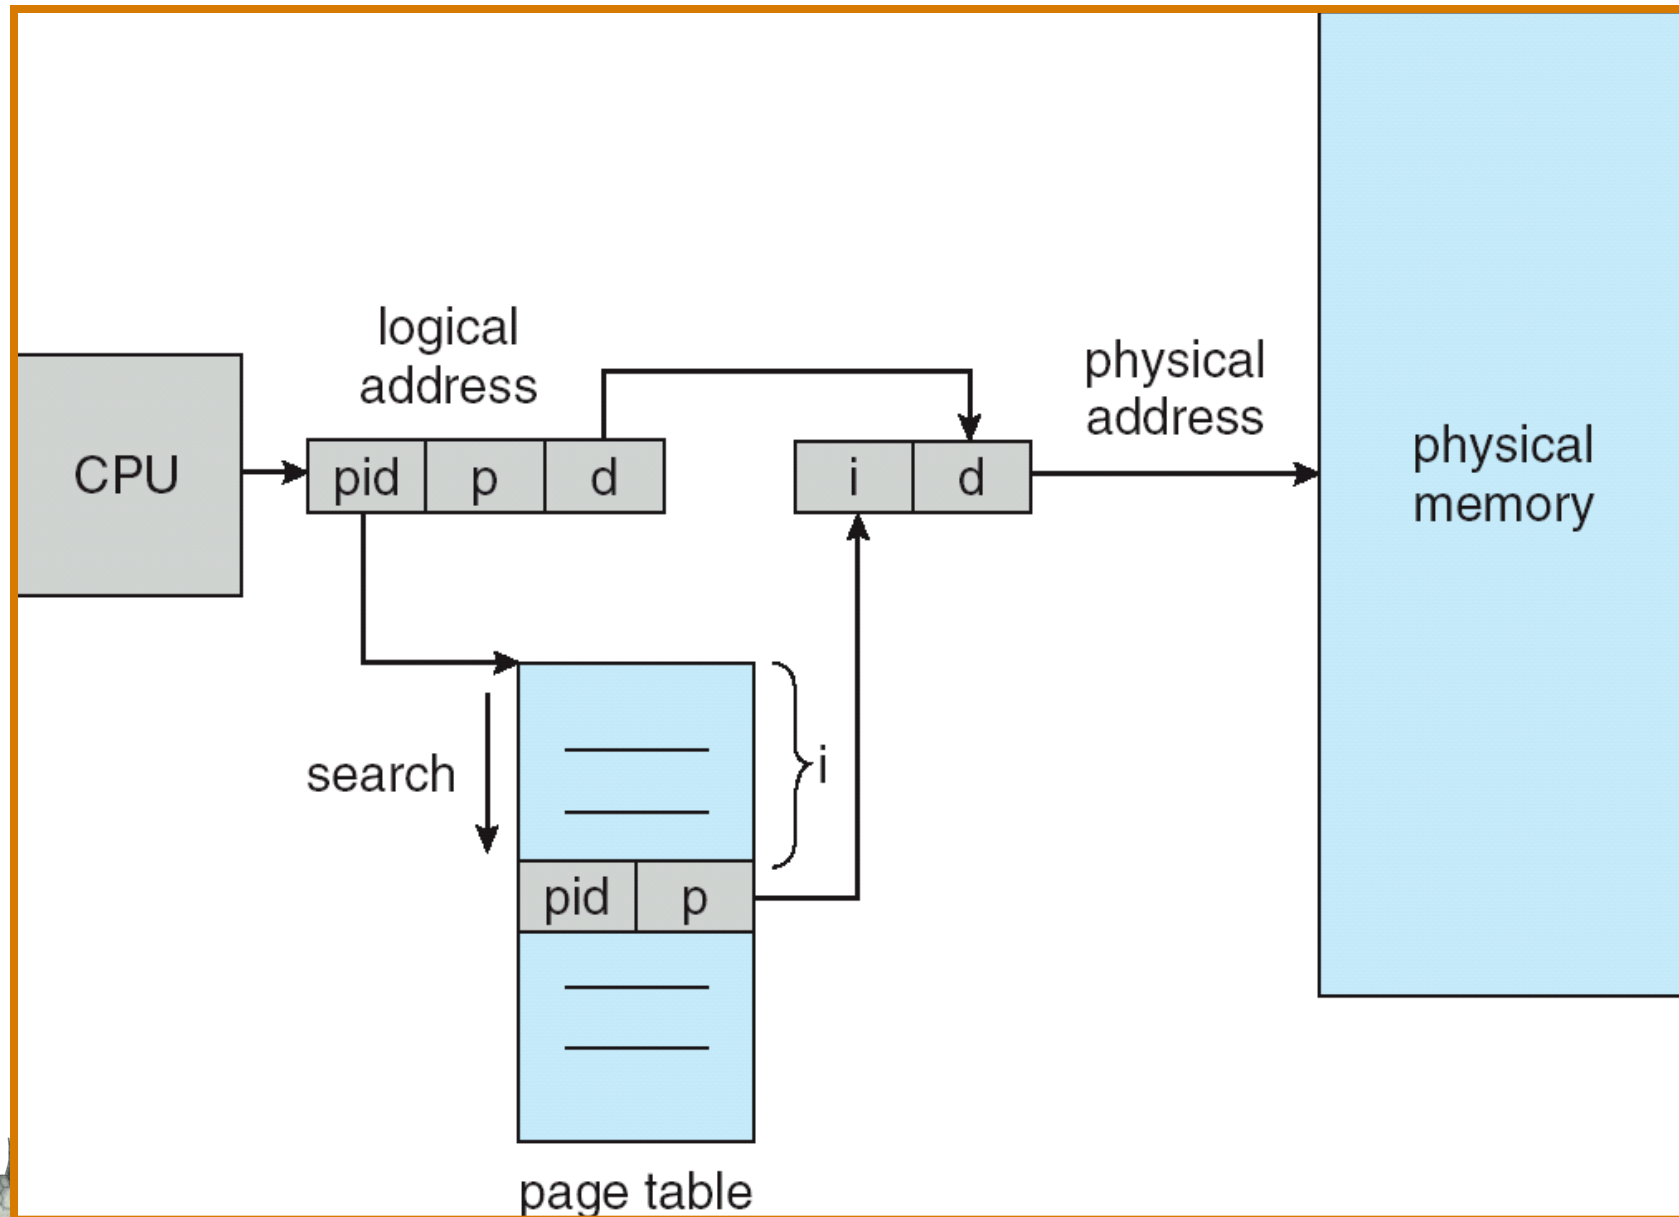 logical
address
physical
address
CPU
pid p d
i d
physical
memory
search
i
pid p
page table